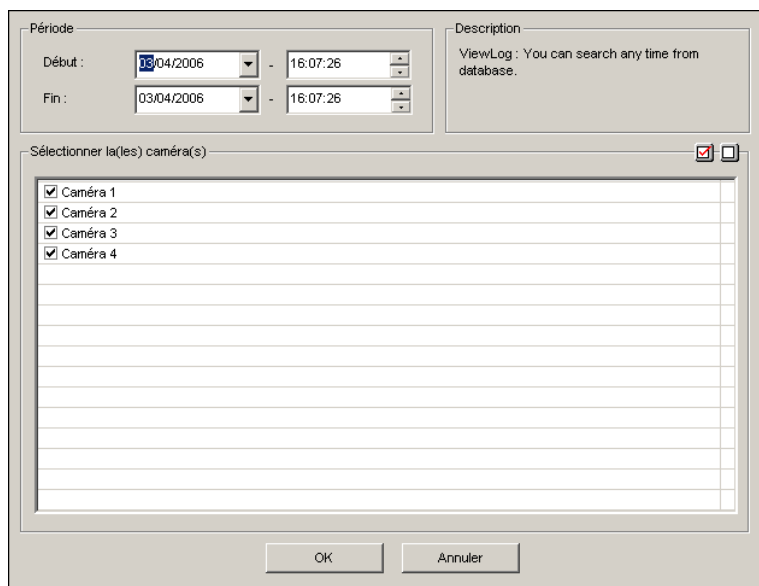 Période
Début :
03/04/2006 - 16:07:26
Fin :
03/04/2006 - 16:07:26
Description
ViewLog : You can search any time from
database.
Sélectionner la(les) caméra(s)
Caméra 1
Caméra 2
Caméra 3
Caméra 4
OK
Annuler